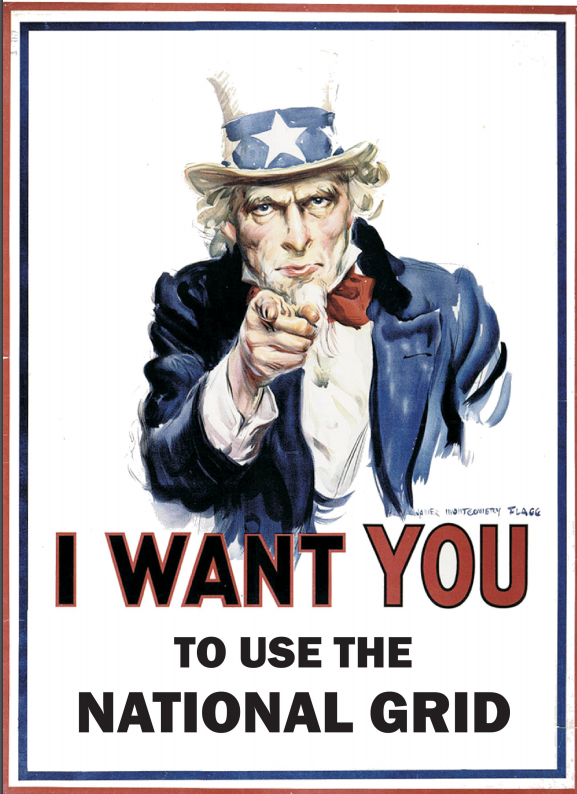 JAMES MONTGOMERY FLAGG
I WANT YOU
TO USE THE
NATIONAL GRID